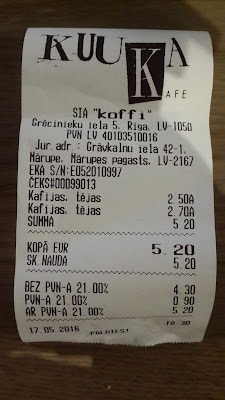 KUUKA
KAFE
SIA "koffi"
Grēcinieku iela 5, Rīga, LV-1050
PVN LV 40103510016
Jur.adr.: Grāvkalnu iela 42-1,
Mārupe, Mārupes pagasts, LV-2167
EKA S/N:E052010997
ČEKS#00099013
Kafijas, tējas 2.50A
Kafijas, tējas 2.70A
SUMMA 5.20
KOPĀ EUR 5.20
SK.NAUDA 5.20
BEZ PVN-A 21.00% 4.30
PVN-A 21.00% 0.90
AR PVN-A 21.00% 5.20
17.05.2016 18:30
PALDIES!